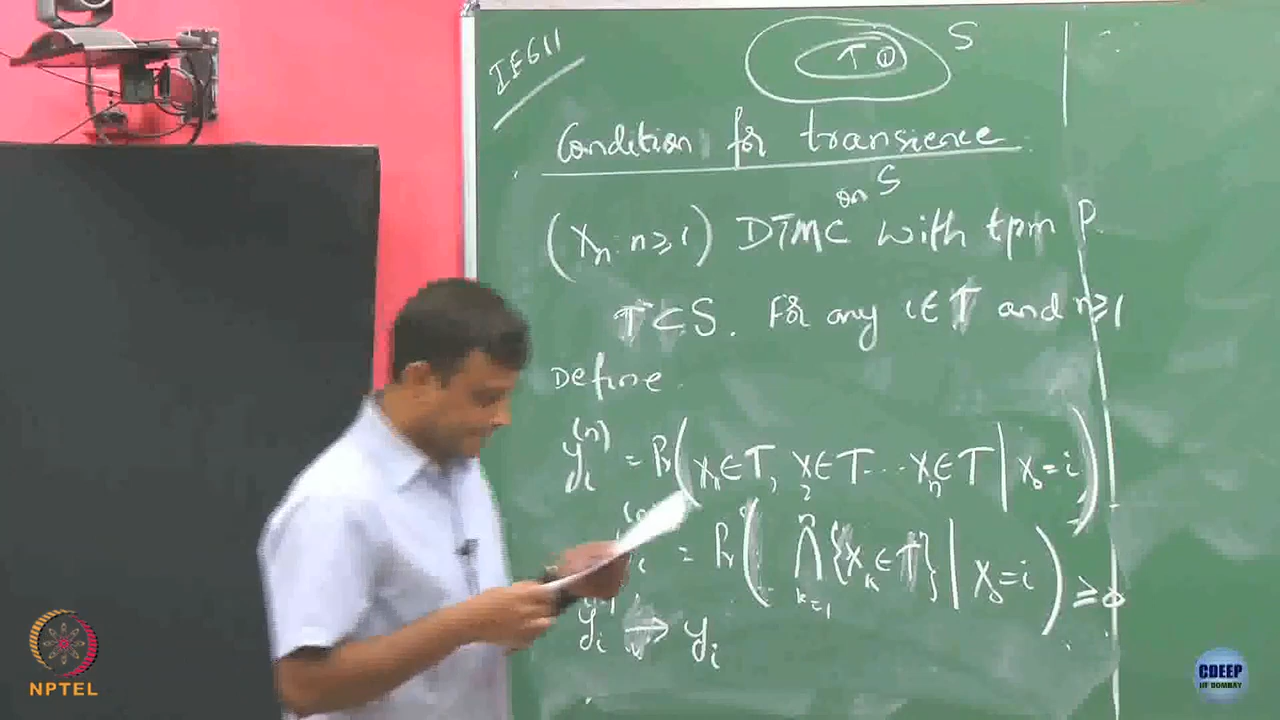 IE611
T i S
Condition for transience
on S
(Xₙ : n≥1) DTMC with tpm P.
T⊂S. For any i∈T and n≥1
Define.
yᵢ⁽ⁿ⁾ = Pr(X₁∈T, X₂∈T ... Xₙ∈T | X₀=i)
= Pr(⋂ₖ₌₁ⁿ {Xₖ∈T} | X₀=i) ≥0
yᵢ⁽ⁿ⁾ → yᵢ
NPTEL
CDEEP
IIT BOMBAY